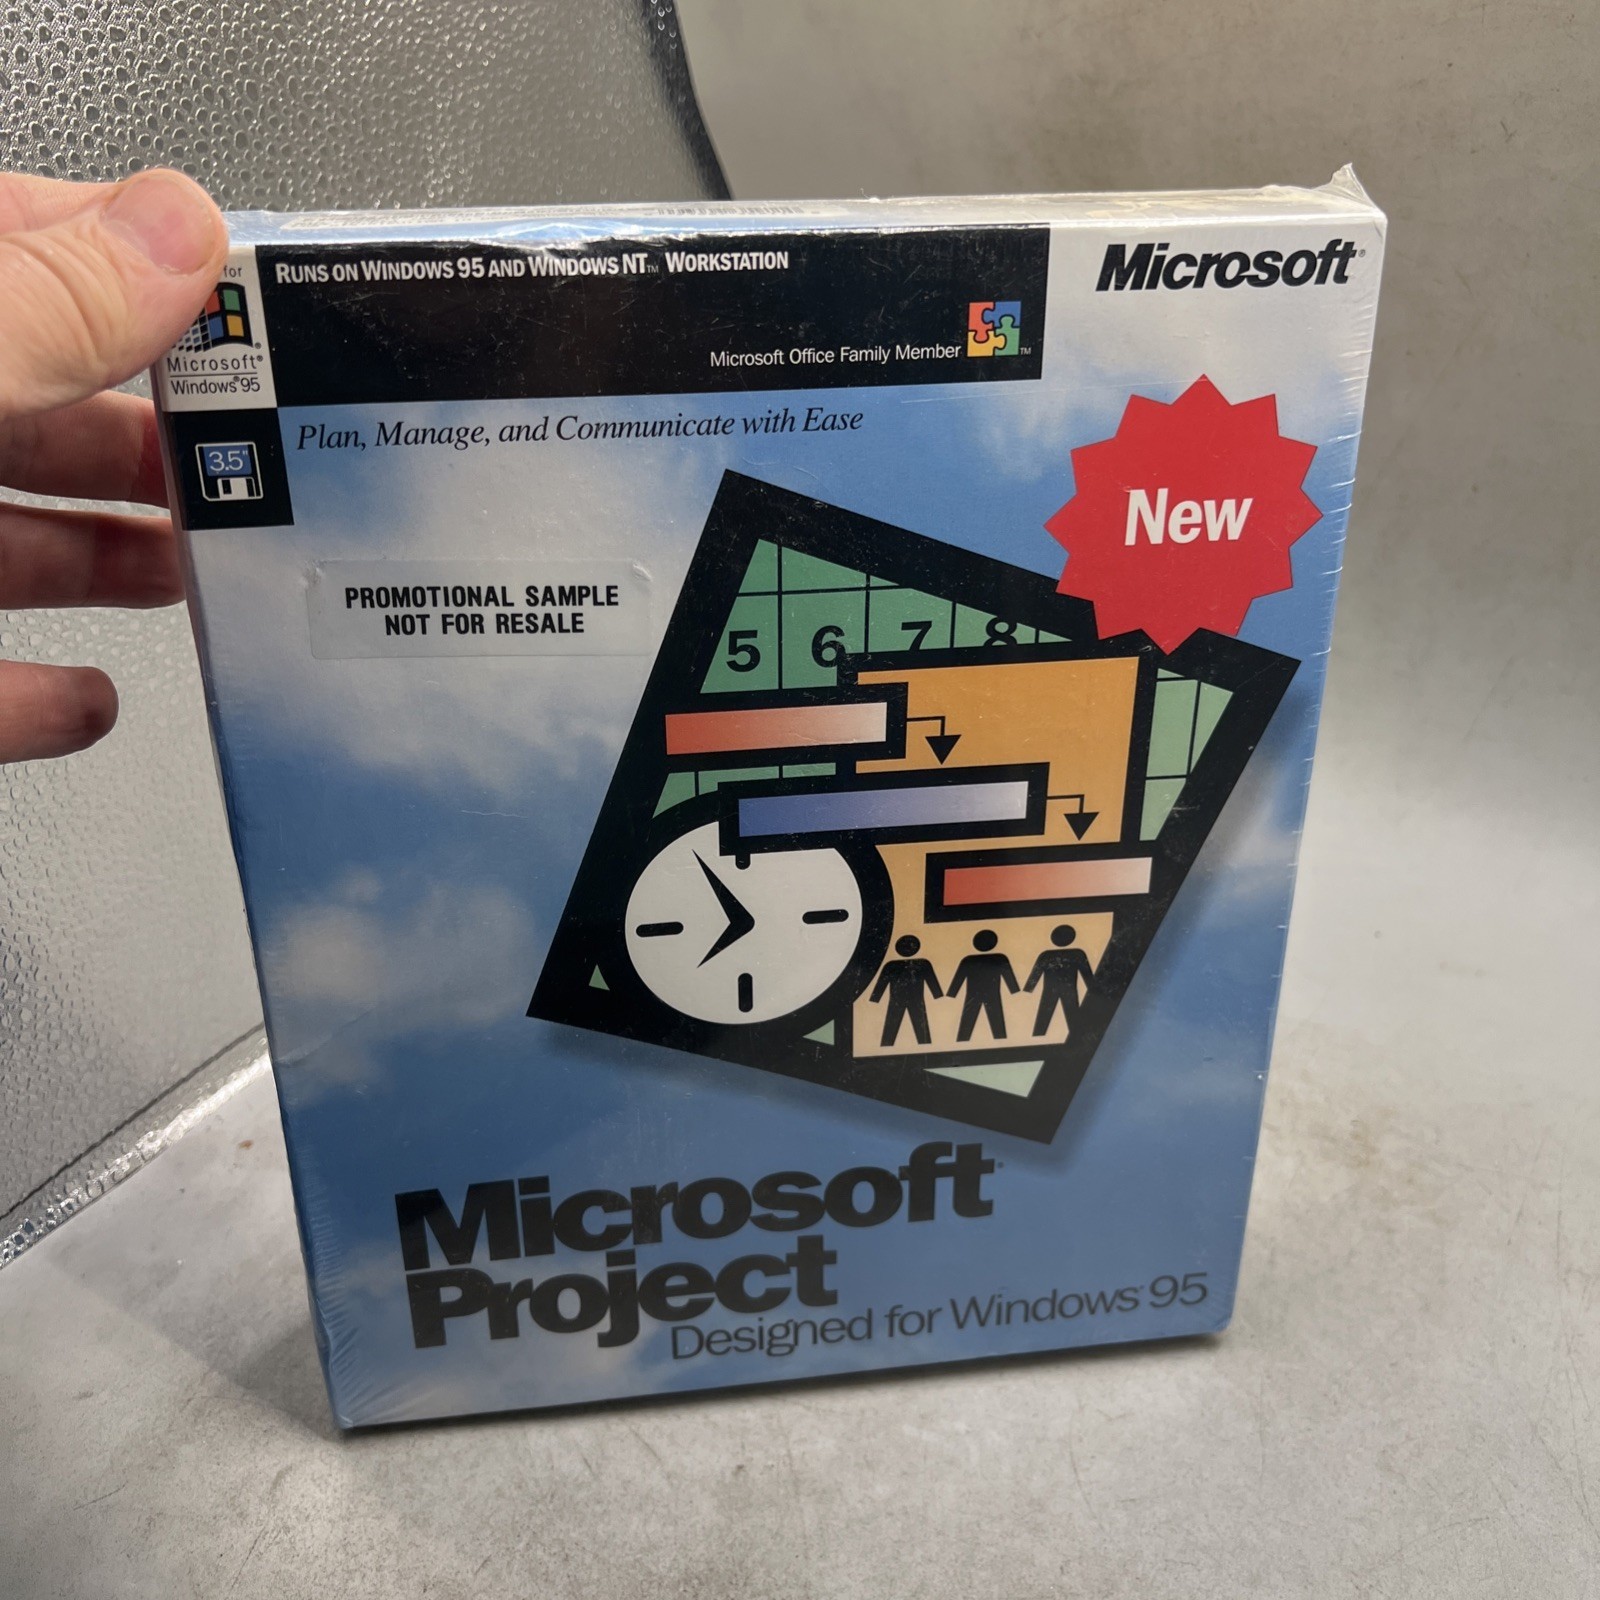 for
RUNS ON WINDOWS 95 AND WINDOWS NT™ WORKSTATION
Microsoft®
Microsoft®
Windows®95
Microsoft Office Family Member ™
Plan, Manage, and Communicate with Ease
3.5"
New
PROMOTIONAL SAMPLE
NOT FOR RESALE
5 6 7 8
Microsoft®
Project
Designed for Windows® 95